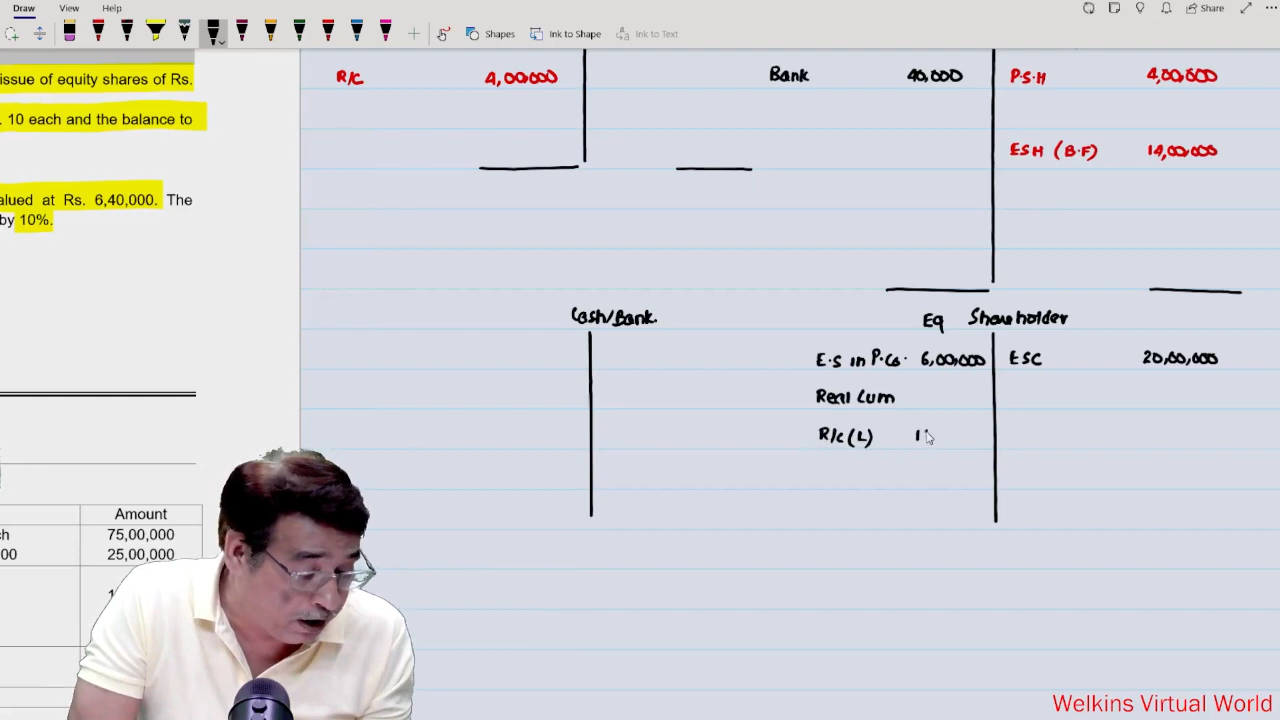 Draw View Help
Share
Shapes Ink to Shape Ink to Text
issue of equity shares of Rs.
. 10 each and the balance to
alued at Rs. 6,40,000. The
by 10%.
Amount
ch 75,00,000
00 25,00,000
R/C 4,00,000
Bank 40,000 P.S.H 4,00,000
ESH (B.F) 14,00,000
Cash/Bank.
Eq Shareholder
E.S in P.Co. 6,00,000 ESC 20,00,000
R/c (L)
Welkins Virtual World